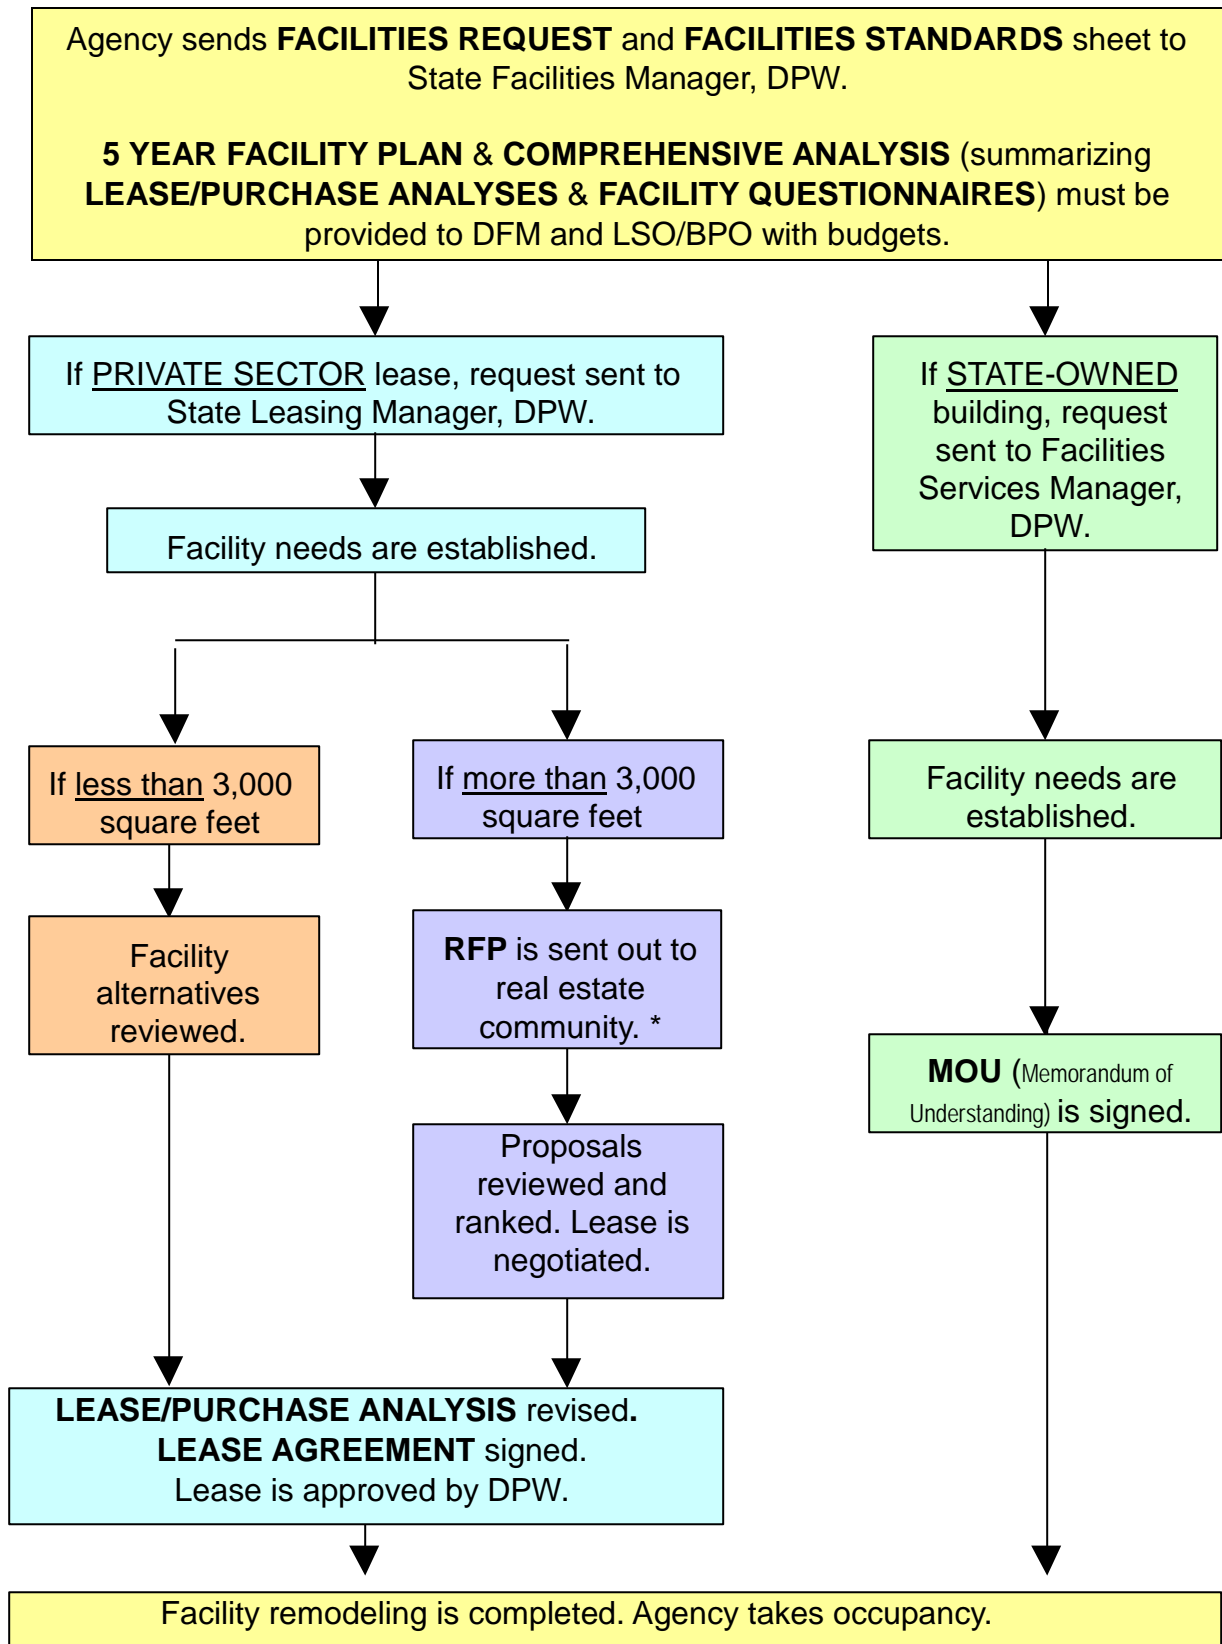 Agency sends FACILITIES REQUEST and FACILITIES STANDARDS sheet to
State Facilities Manager, DPW.
5 YEAR FACILITY PLAN & COMPREHENSIVE ANALYSIS (summarizing
LEASE/PURCHASE ANALYSES & FACILITY QUESTIONNAIRES) must be
provided to DFM and LSO/BPO with budgets.
If PRIVATE SECTOR lease, request sent to
State Leasing Manager, DPW.
If STATE-OWNED
building, request
sent to Facilities
Services Manager,
DPW.
Facility needs are established.
If less than 3,000
square feet
If more than 3,000
square feet
Facility needs are
established.
Facility
alternatives
reviewed.
RFP is sent out to
real estate
community. *
MOU (Memorandum of
Understanding) is signed.
Proposals
reviewed and
ranked. Lease is
negotiated.
LEASE/PURCHASE ANALYSIS revised.
LEASE AGREEMENT signed.
Lease is approved by DPW.
Facility remodeling is completed. Agency takes occupancy.